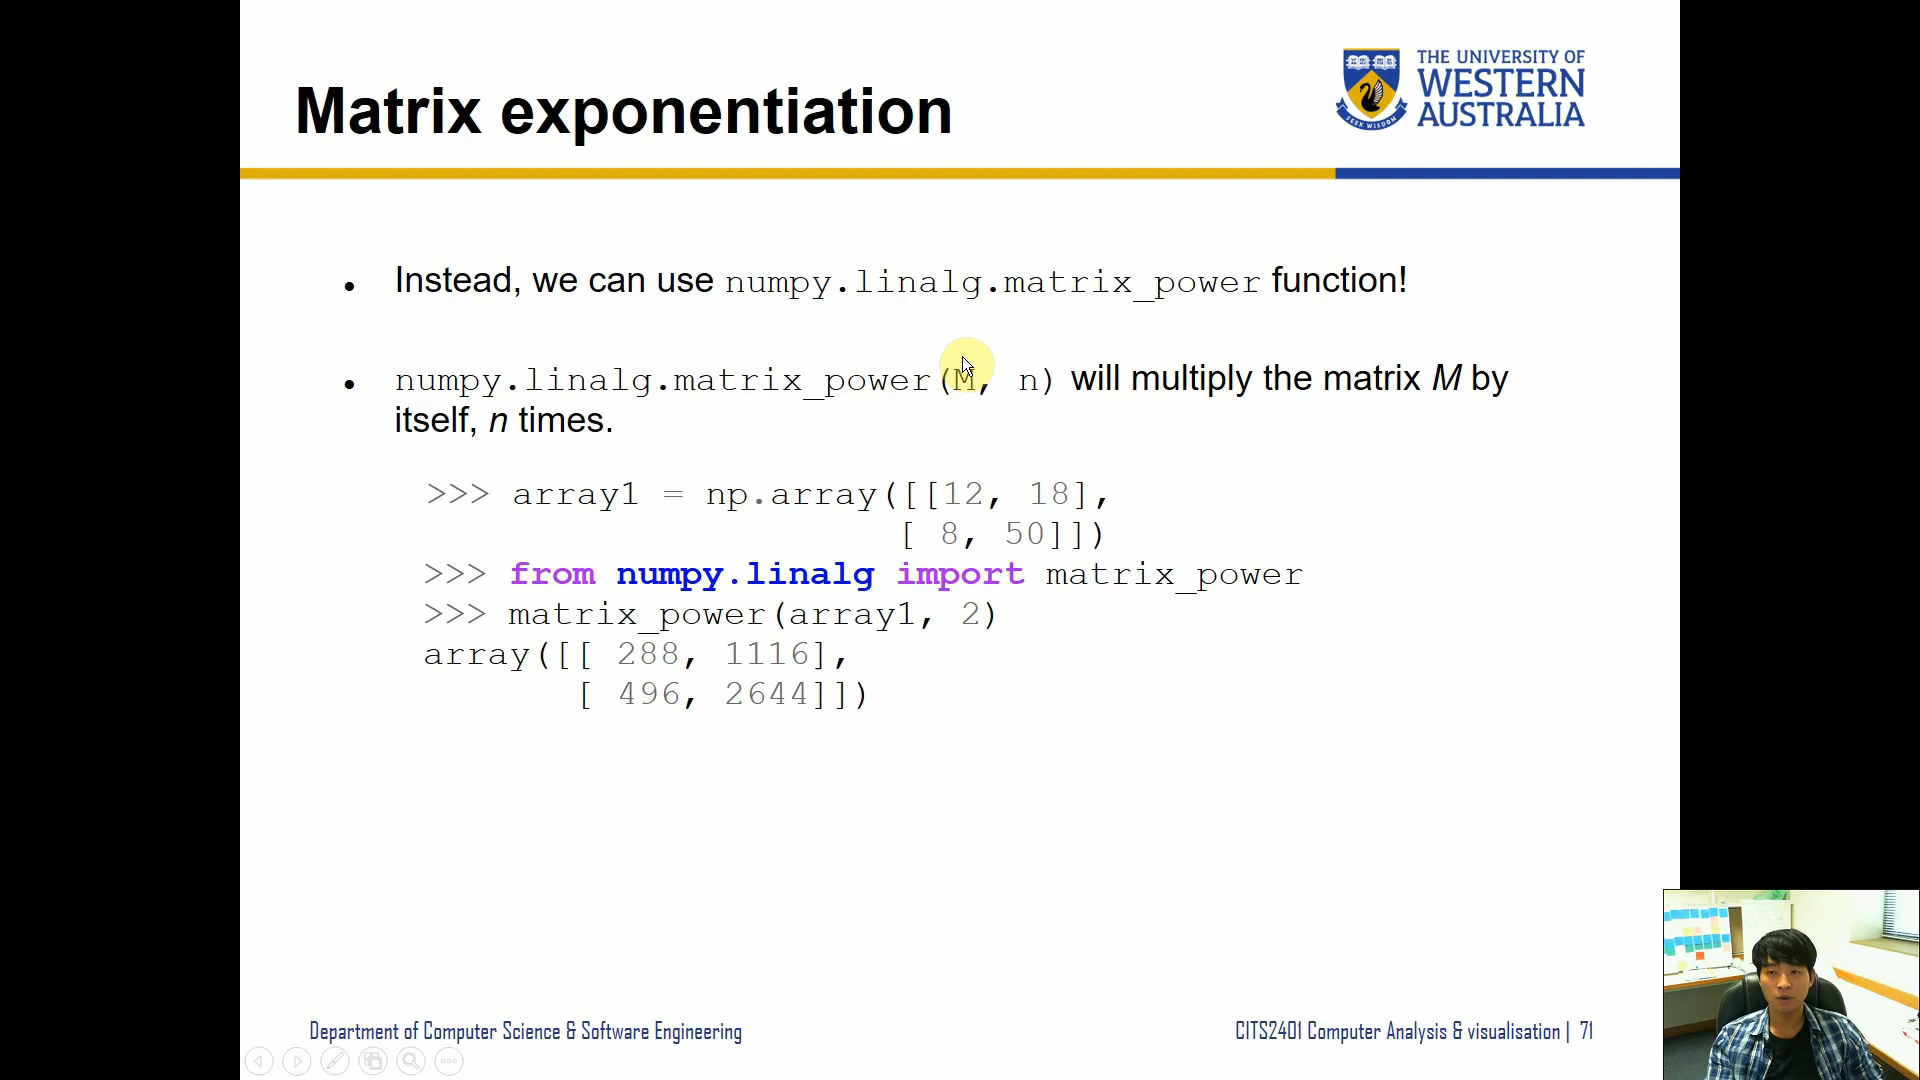 THE UNIVERSITY OF
WESTERN
AUSTRALIA
SEEK WISDOM
Matrix exponentiation
• Instead, we can use numpy.linalg.matrix_power function!
• numpy.linalg.matrix_power(M, n) will multiply the matrix M by
itself, n times.
>>> array1 = np.array([[12, 18],
[ 8, 50]])
>>> from numpy.linalg import matrix_power
>>> matrix_power(array1, 2)
array([[ 288, 1116],
[ 496, 2644]])
Department of Computer Science & Software Engineering
CITS2401 Computer Analysis & visualisation | 71